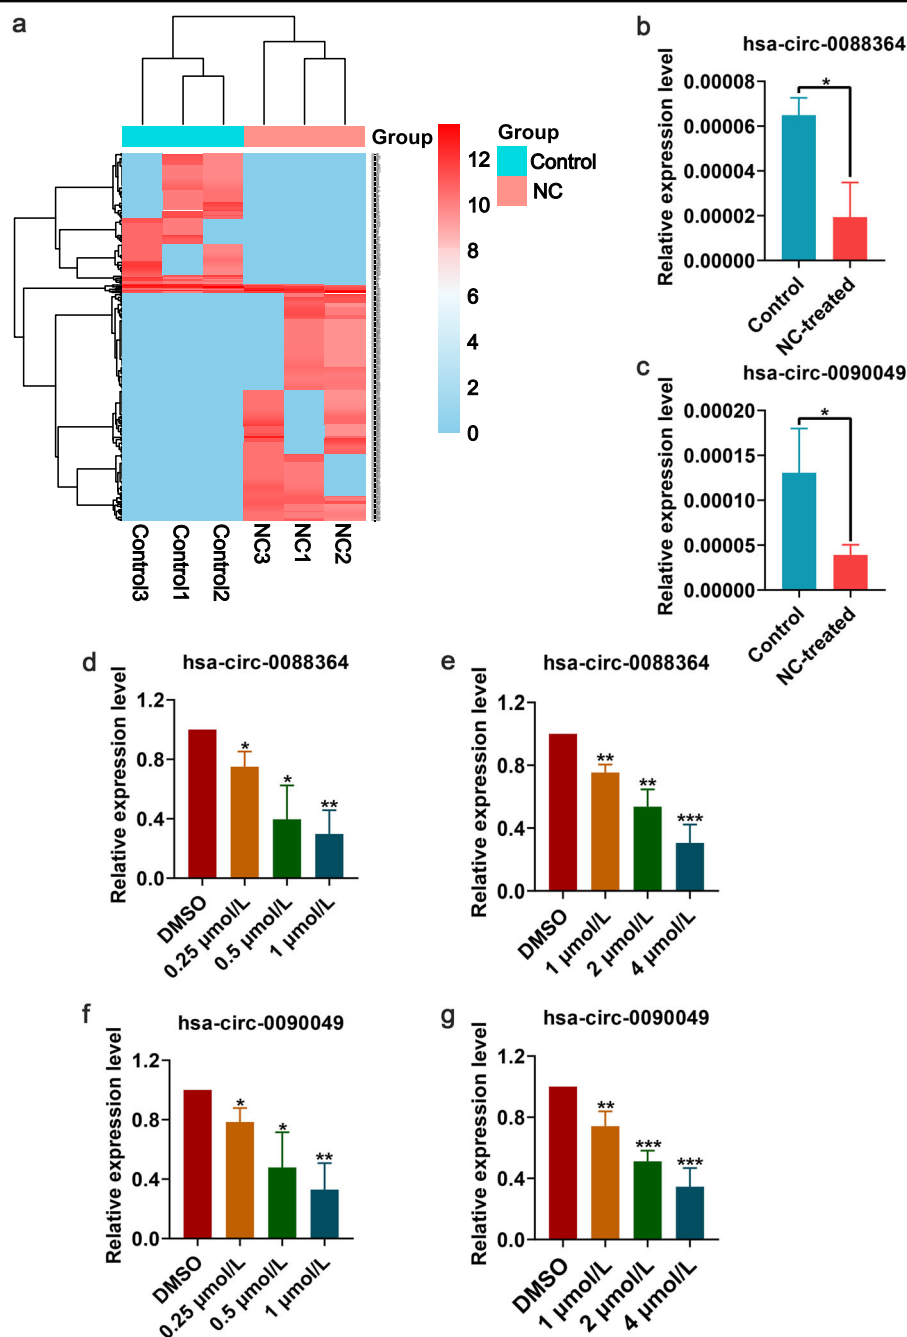 a
Group
12
10
8
6
4
2
0
Group
Control
NC
Control3
Control1
Control2
NC3
NC1
NC2
b
hsa-circ-0088364
Relative expression level
0.00008
0.00006
0.00004
0.00002
0.00000
*
Control
NC-treated
c
hsa-circ-0090049
Relative expression level
0.00020
0.00015
0.00010
0.00005
0.00000
*
Control
NC-treated
d
hsa-circ-0088364
Relative expression level
1.2
0.8
0.4
0.0
*
*
**
DMSO
0.25 μmol/L
0.5 μmol/L
1 μmol/L
e
hsa-circ-0088364
Relative expression level
1.2
0.8
0.4
0.0
**
**
***
DMSO
1 μmol/L
2 μmol/L
4 μmol/L
f
hsa-circ-0090049
Relative expression level
1.2
0.8
0.4
0.0
*
*
**
DMSO
0.25 μmol/L
0.5 μmol/L
1 μmol/L
g
hsa-circ-0090049
Relative expression level
1.2
0.8
0.4
0.0
**
***
***
DMSO
1 μmol/L
2 μmol/L
4 μmol/L